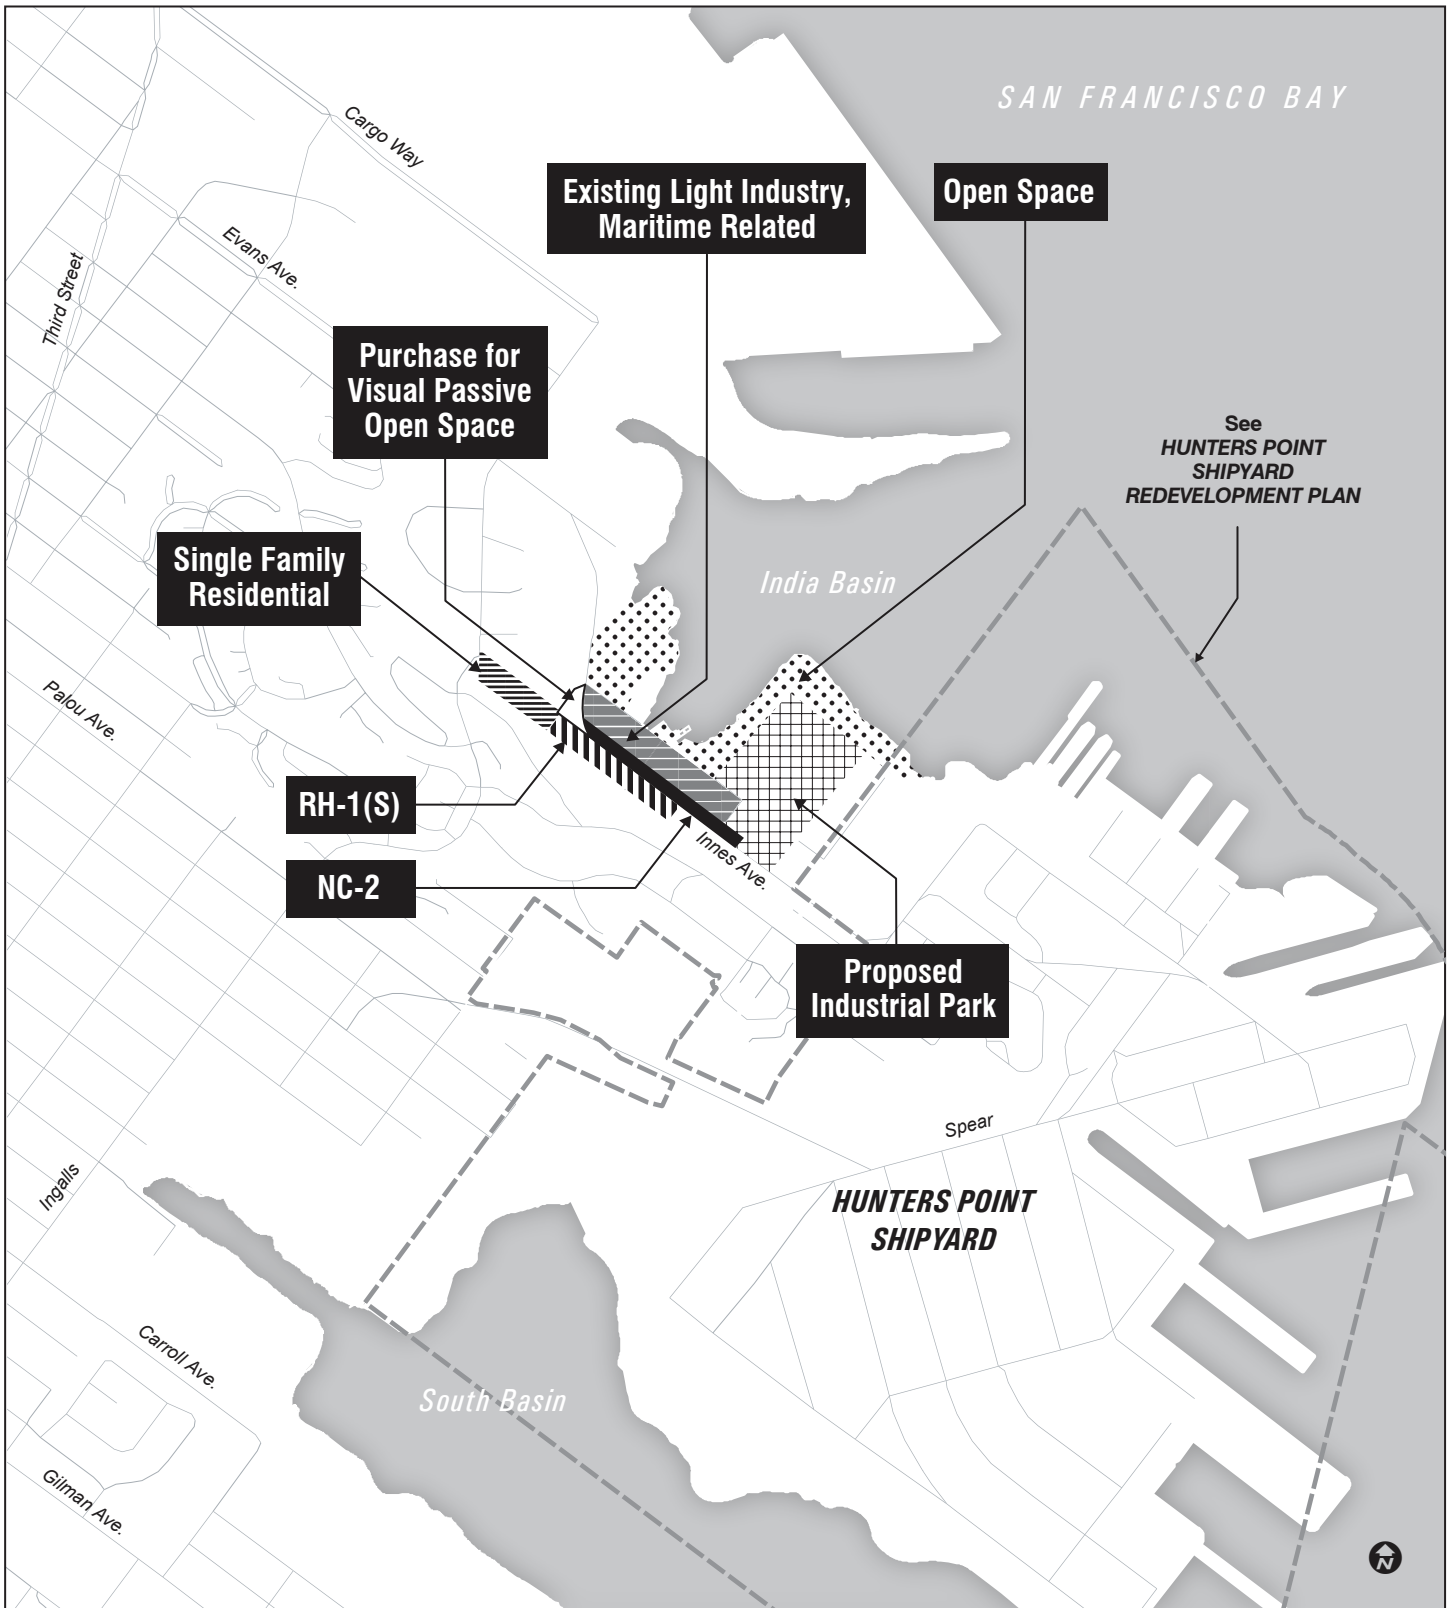 SAN FRANCISCO BAY
Cargo Way
Existing Light Industry,
Maritime Related
Open Space
Evans Ave.
Third Street
Purchase for
Visual Passive
Open Space
See
HUNTERS POINT
SHIPYARD
REDEVELOPMENT PLAN
Single Family
Residential
India Basin
Palou Ave.
RH-1(S)
NC-2
Innes Ave.
Proposed
Industrial Park
Spear
Ingalls
HUNTERS POINT
SHIPYARD
Carroll Ave.
South Basin
Gilman Ave.
N